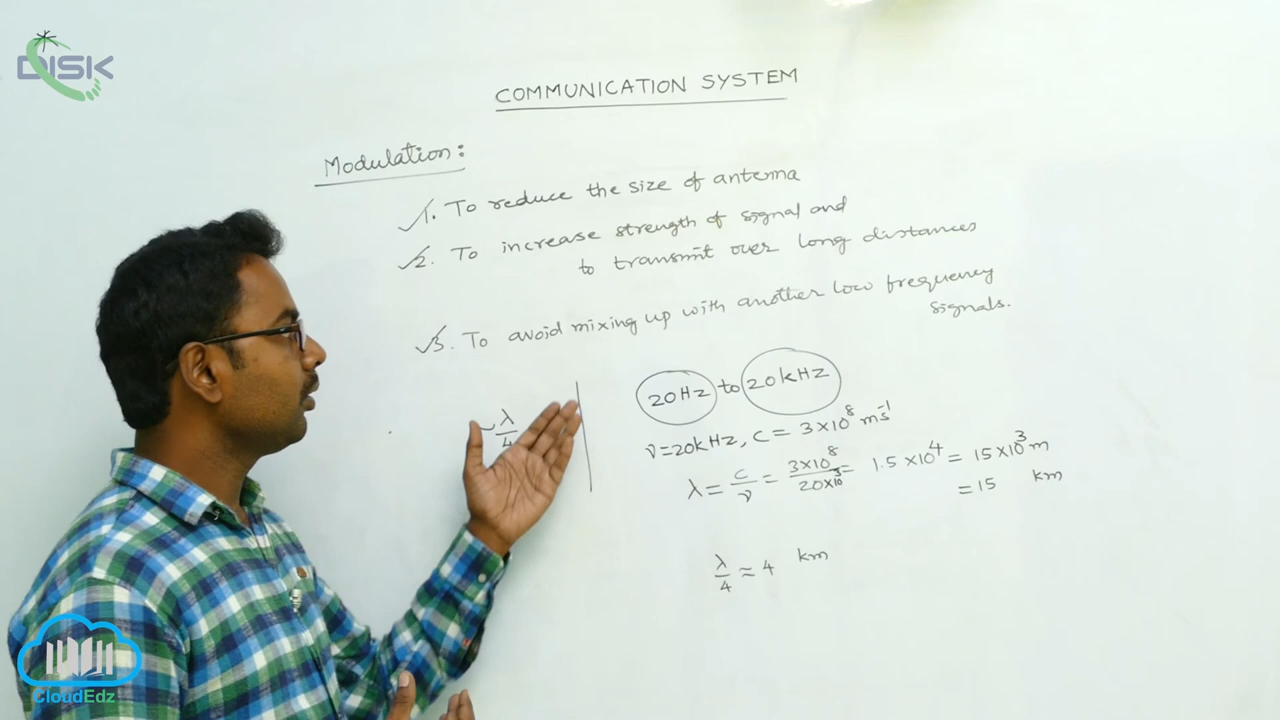 DISK
COMMUNICATION SYSTEM
Modulation:
1. To reduce the size of antenna
2. To increase strength of signal and
to transmit over long distances
3. To avoid mixing up with another low frequency
signals.
20Hz to 20kHz
~ λ/4
ν=20kHz, c = 3×10⁸ ms⁻¹
λ = c/ν = 3×10⁸/20×10³ = 1.5×10⁴ = 15×10³ m
= 15 km
λ/4 ≈ 4 km
CloudEdz